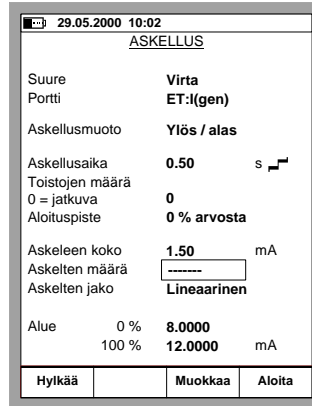 29.05.2000 10:02
ASKELLUS
Suure Virta
Portti ET:I(gen)
Askellusmuoto Ylös / alas
Askellusaika 0.50 s
Toistojen määrä
0 = jatkuva 0
Aloituspiste 0 % arvosta
Askeleen koko 1.50 mA
Askelten määrä -------
Askelten jako Lineaarinen
Alue 0 % 8.0000
100 % 12.0000 mA
Hylkää Muokkaa Aloita